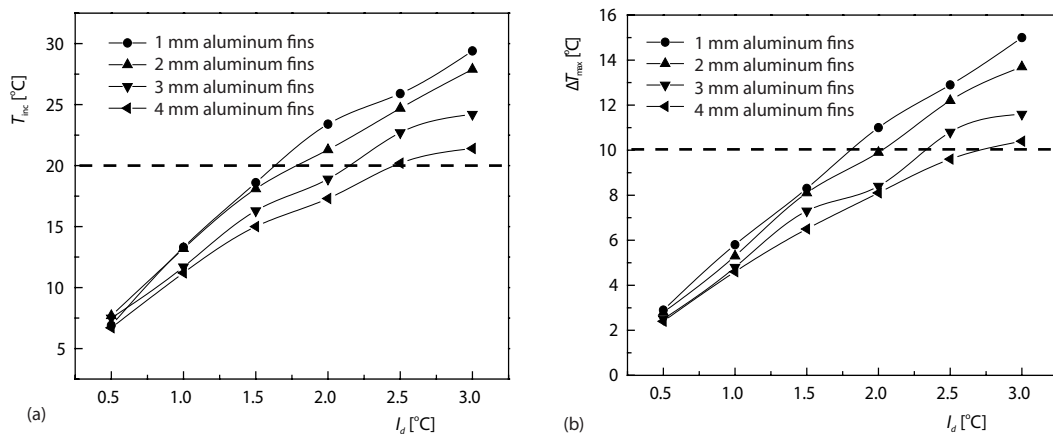 T_inc [°C]
30
25
20
15
10
5
1 mm aluminum fins
2 mm aluminum fins
3 mm aluminum fins
4 mm aluminum fins
0.5 1.0 1.5 2.0 2.5 3.0
(a)
I_d [°C]
ΔT_max [°C]
16
14
12
10
8
6
4
2
0
1 mm aluminum fins
2 mm aluminum fins
3 mm aluminum fins
4 mm aluminum fins
0.5 1.0 1.5 2.0 2.5 3.0
(b)
I_d [°C]